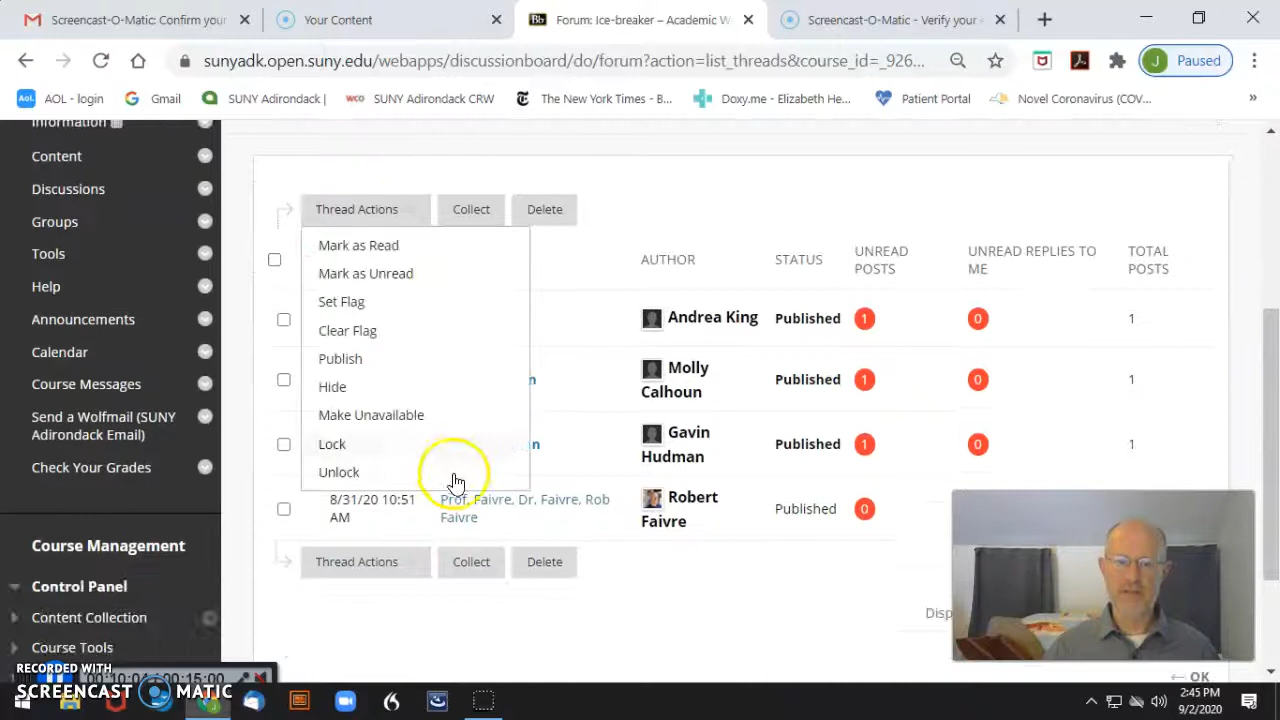 Screencast-O-Matic: Confirm your
Your Content
Forum: Ice-breaker – Academic W
Screencast-O-Matic - Verify your
sunyadk.open.suny.edu/webapps/discussionboard/do/forum?action=list_threads&course_id=_926...
J
Paused
AOL - login
Gmail
SUNY Adirondack |
SUNY Adirondack CRW
The New York Times - B...
Doxy.me - Elizabeth He...
Patient Portal
Novel Coronavirus (COV...
»
Information
Content
Discussions
Groups
Tools
Help
Announcements
Calendar
Course Messages
Send a Wolfmail (SUNY
Adirondack Email)
Check Your Grades
Course Management
Control Panel
Content Collection
Course Tools
Thread Actions
Collect
Delete
Mark as Read
Mark as Unread
Set Flag
Clear Flag
Publish
Hide
Make Unavailable
Lock
Unlock
AUTHOR
STATUS
UNREAD
POSTS
UNREAD REPLIES TO
ME
TOTAL
POSTS
Andrea King
Published
1
0
1
n
Molly
Calhoun
Published
1
0
1
n
Gavin
Hudman
Published
1
0
1
8/31/20 10:51
AM
Prof. Faivre, Dr. Faivre, Rob
Faivre
Robert
Faivre
Published
0
Thread Actions
Collect
Delete
Disp
OK
RECORDED WITH
SCREENCAST MATIC
2:45 PM
9/2/2020